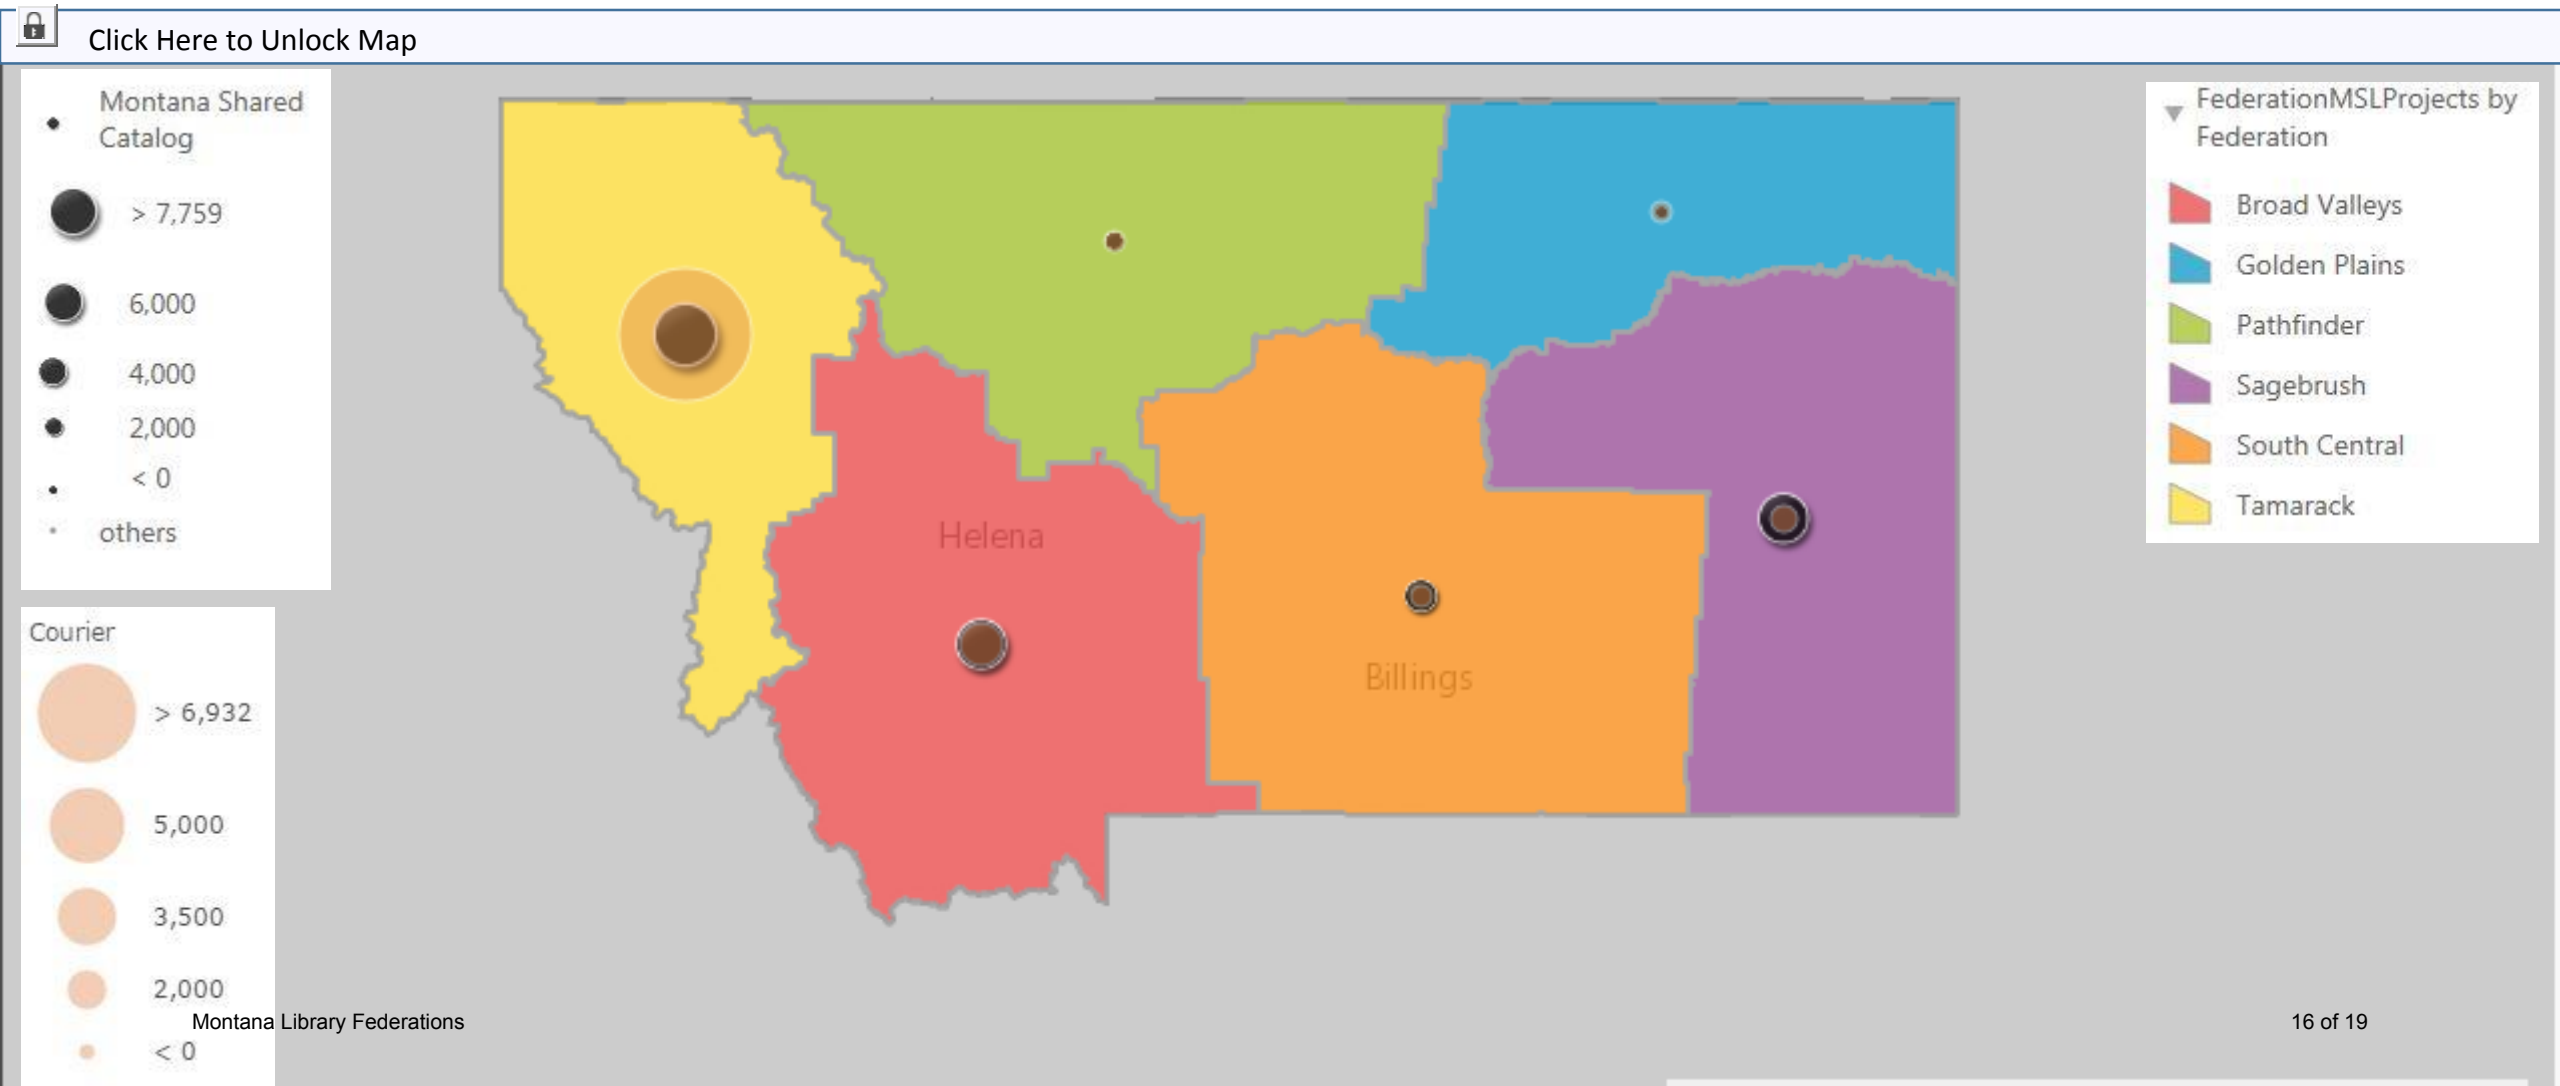 Click Here to Unlock Map
Montana Shared
Catalog
> 7,759
6,000
4,000
2,000
< 0
others
Courier
> 6,932
5,000
3,500
2,000
< 0
Helena
Billings
FederationMSLProjects by
Federation
Broad Valleys
Golden Plains
Pathfinder
Sagebrush
South Central
Tamarack
Montana Library Federations
16 of 19